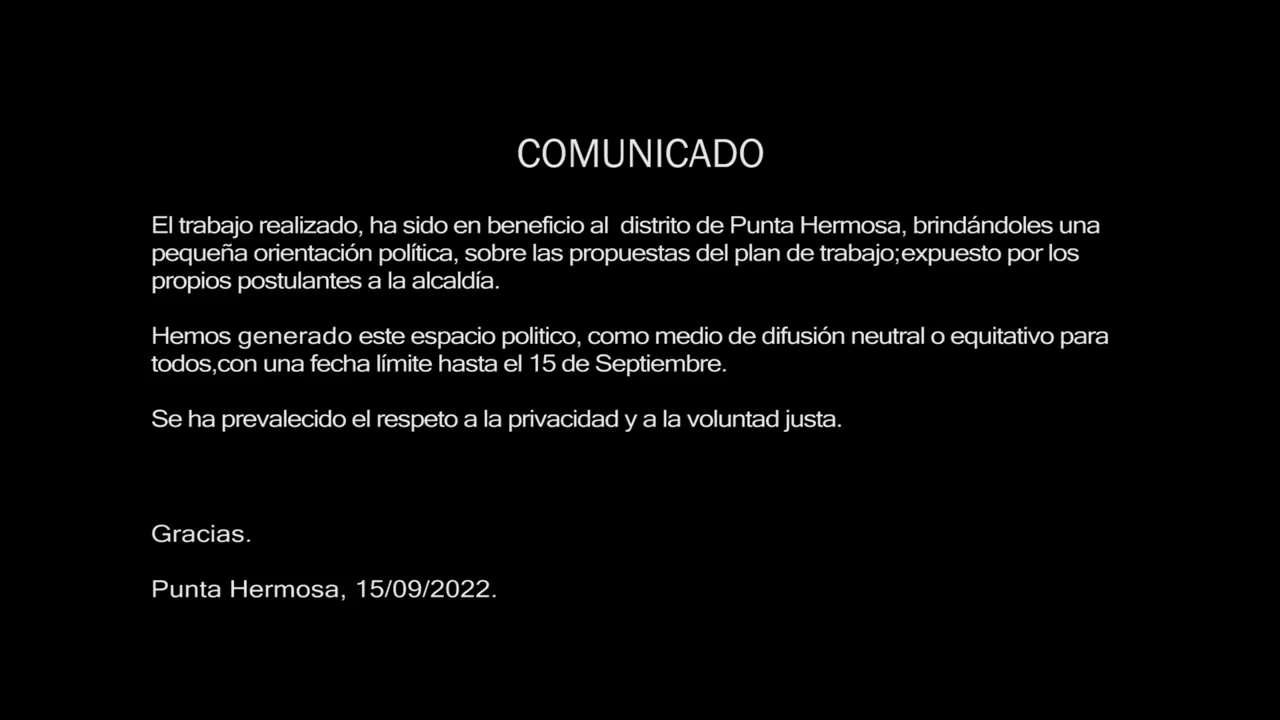 COMUNICADO
El trabajo realizado, ha sido en beneficio al  distrito de Punta Hermosa, brindándoles una
pequeña orientación política, sobre las propuestas del plan de trabajo;expuesto por los
propios postulantes a la alcaldía.
Hemos generado este espacio politico, como medio de difusión neutral o equitativo para
todos,con una fecha límite hasta el 15 de Septiembre.
Se ha prevalecido el respeto a la privacidad y a la voluntad justa.
Gracias.
Punta Hermosa, 15/09/2022.